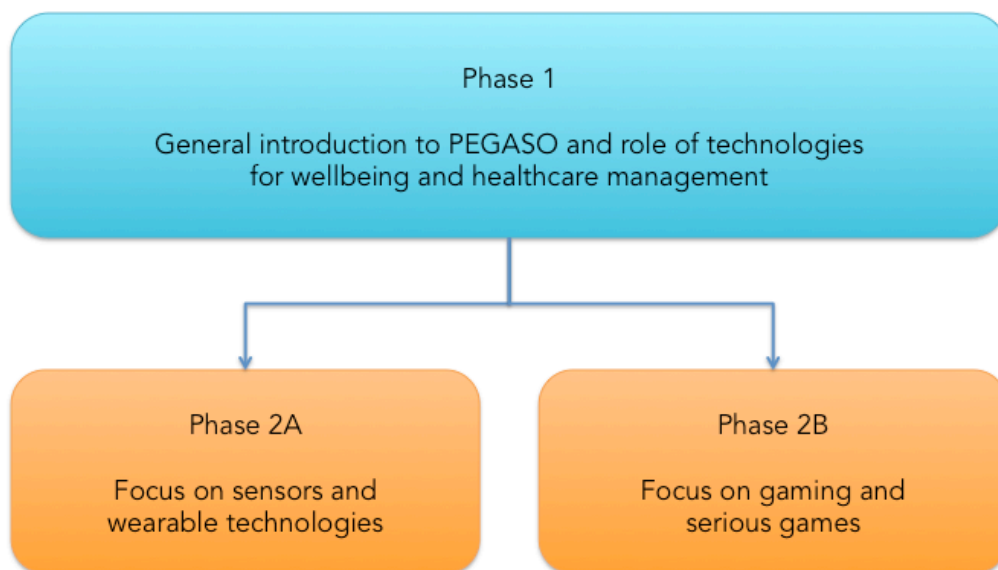 Phase 1
General introduction to PEGASO and role of technologies
for wellbeing and healthcare management
Phase 2A
Focus on sensors and
wearable technologies
Phase 2B
Focus on gaming and
serious games